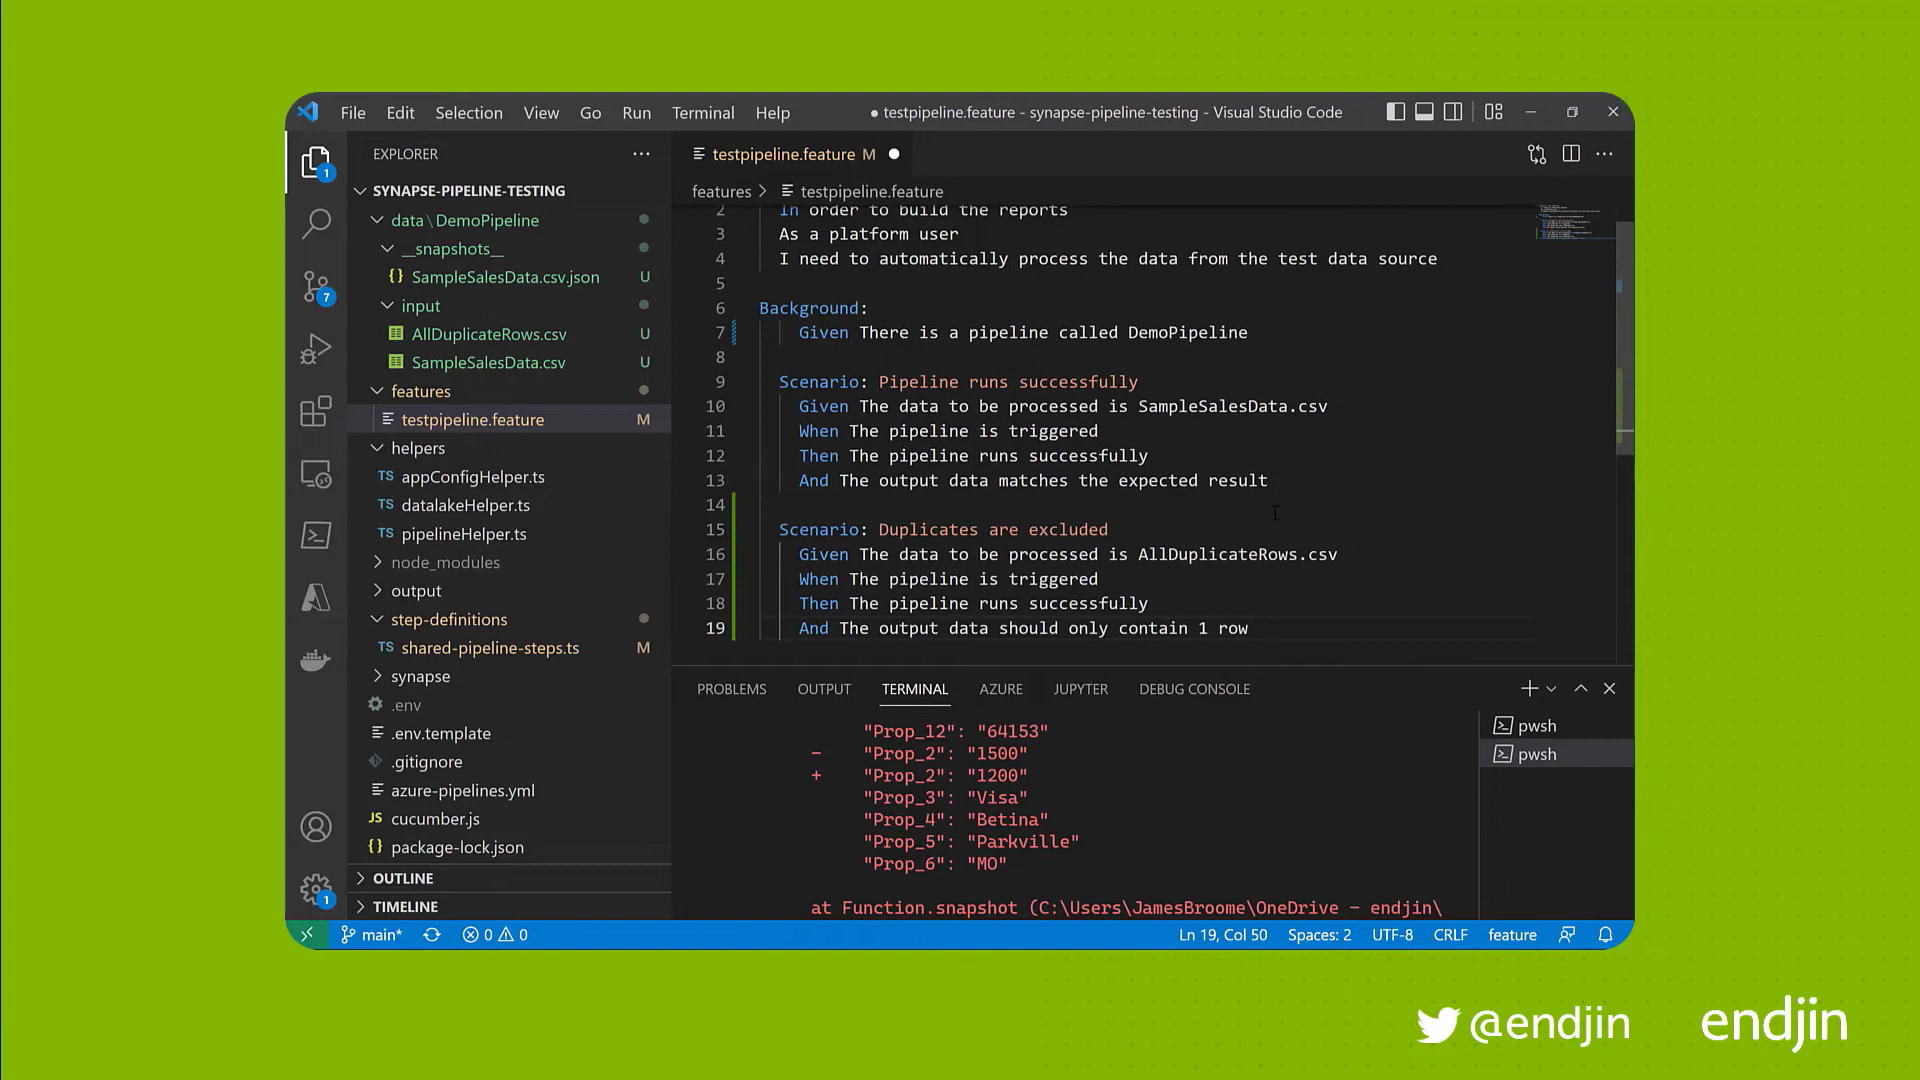 File Edit Selection View Go Run Terminal Help
● testpipeline.feature - synapse-pipeline-testing - Visual Studio Code
EXPLORER
SYNAPSE-PIPELINE-TESTING
data \ DemoPipeline
__snapshots__
{} SampleSalesData.csv.json U
input
AllDuplicateRows.csv U
SampleSalesData.csv U
features
testpipeline.feature M
helpers
TS appConfigHelper.ts
TS datalakeHelper.ts
TS pipelineHelper.ts
node_modules
output
step-definitions
TS shared-pipeline-steps.ts M
synapse
.env
.env.template
.gitignore
azure-pipelines.yml
JS cucumber.js
{} package-lock.json
OUTLINE
TIMELINE
1
7
1
testpipeline.feature M
features > testpipeline.feature
2 In order to build the reports
3 As a platform user
4 I need to automatically process the data from the test data source
5
6 Background:
7 Given There is a pipeline called DemoPipeline
8
9 Scenario: Pipeline runs successfully
10 Given The data to be processed is SampleSalesData.csv
11 When The pipeline is triggered
12 Then The pipeline runs successfully
13 And The output data matches the expected result
14
15 Scenario: Duplicates are excluded
16 Given The data to be processed is AllDuplicateRows.csv
17 When The pipeline is triggered
18 Then The pipeline runs successfully
19 And The output data should only contain 1 row
PROBLEMS OUTPUT TERMINAL AZURE JUPYTER DEBUG CONSOLE
"Prop_12": "64153"
- "Prop_2": "1500"
+ "Prop_2": "1200"
"Prop_3": "Visa"
"Prop_4": "Betina"
"Prop_5": "Parkville"
"Prop_6": "MO"
at Function.snapshot (C:\Users\JamesBroome\OneDrive - endjin\
pwsh
pwsh
main* 0 0
Ln 19, Col 50 Spaces: 2 UTF-8 CRLF feature
@endjin endjin